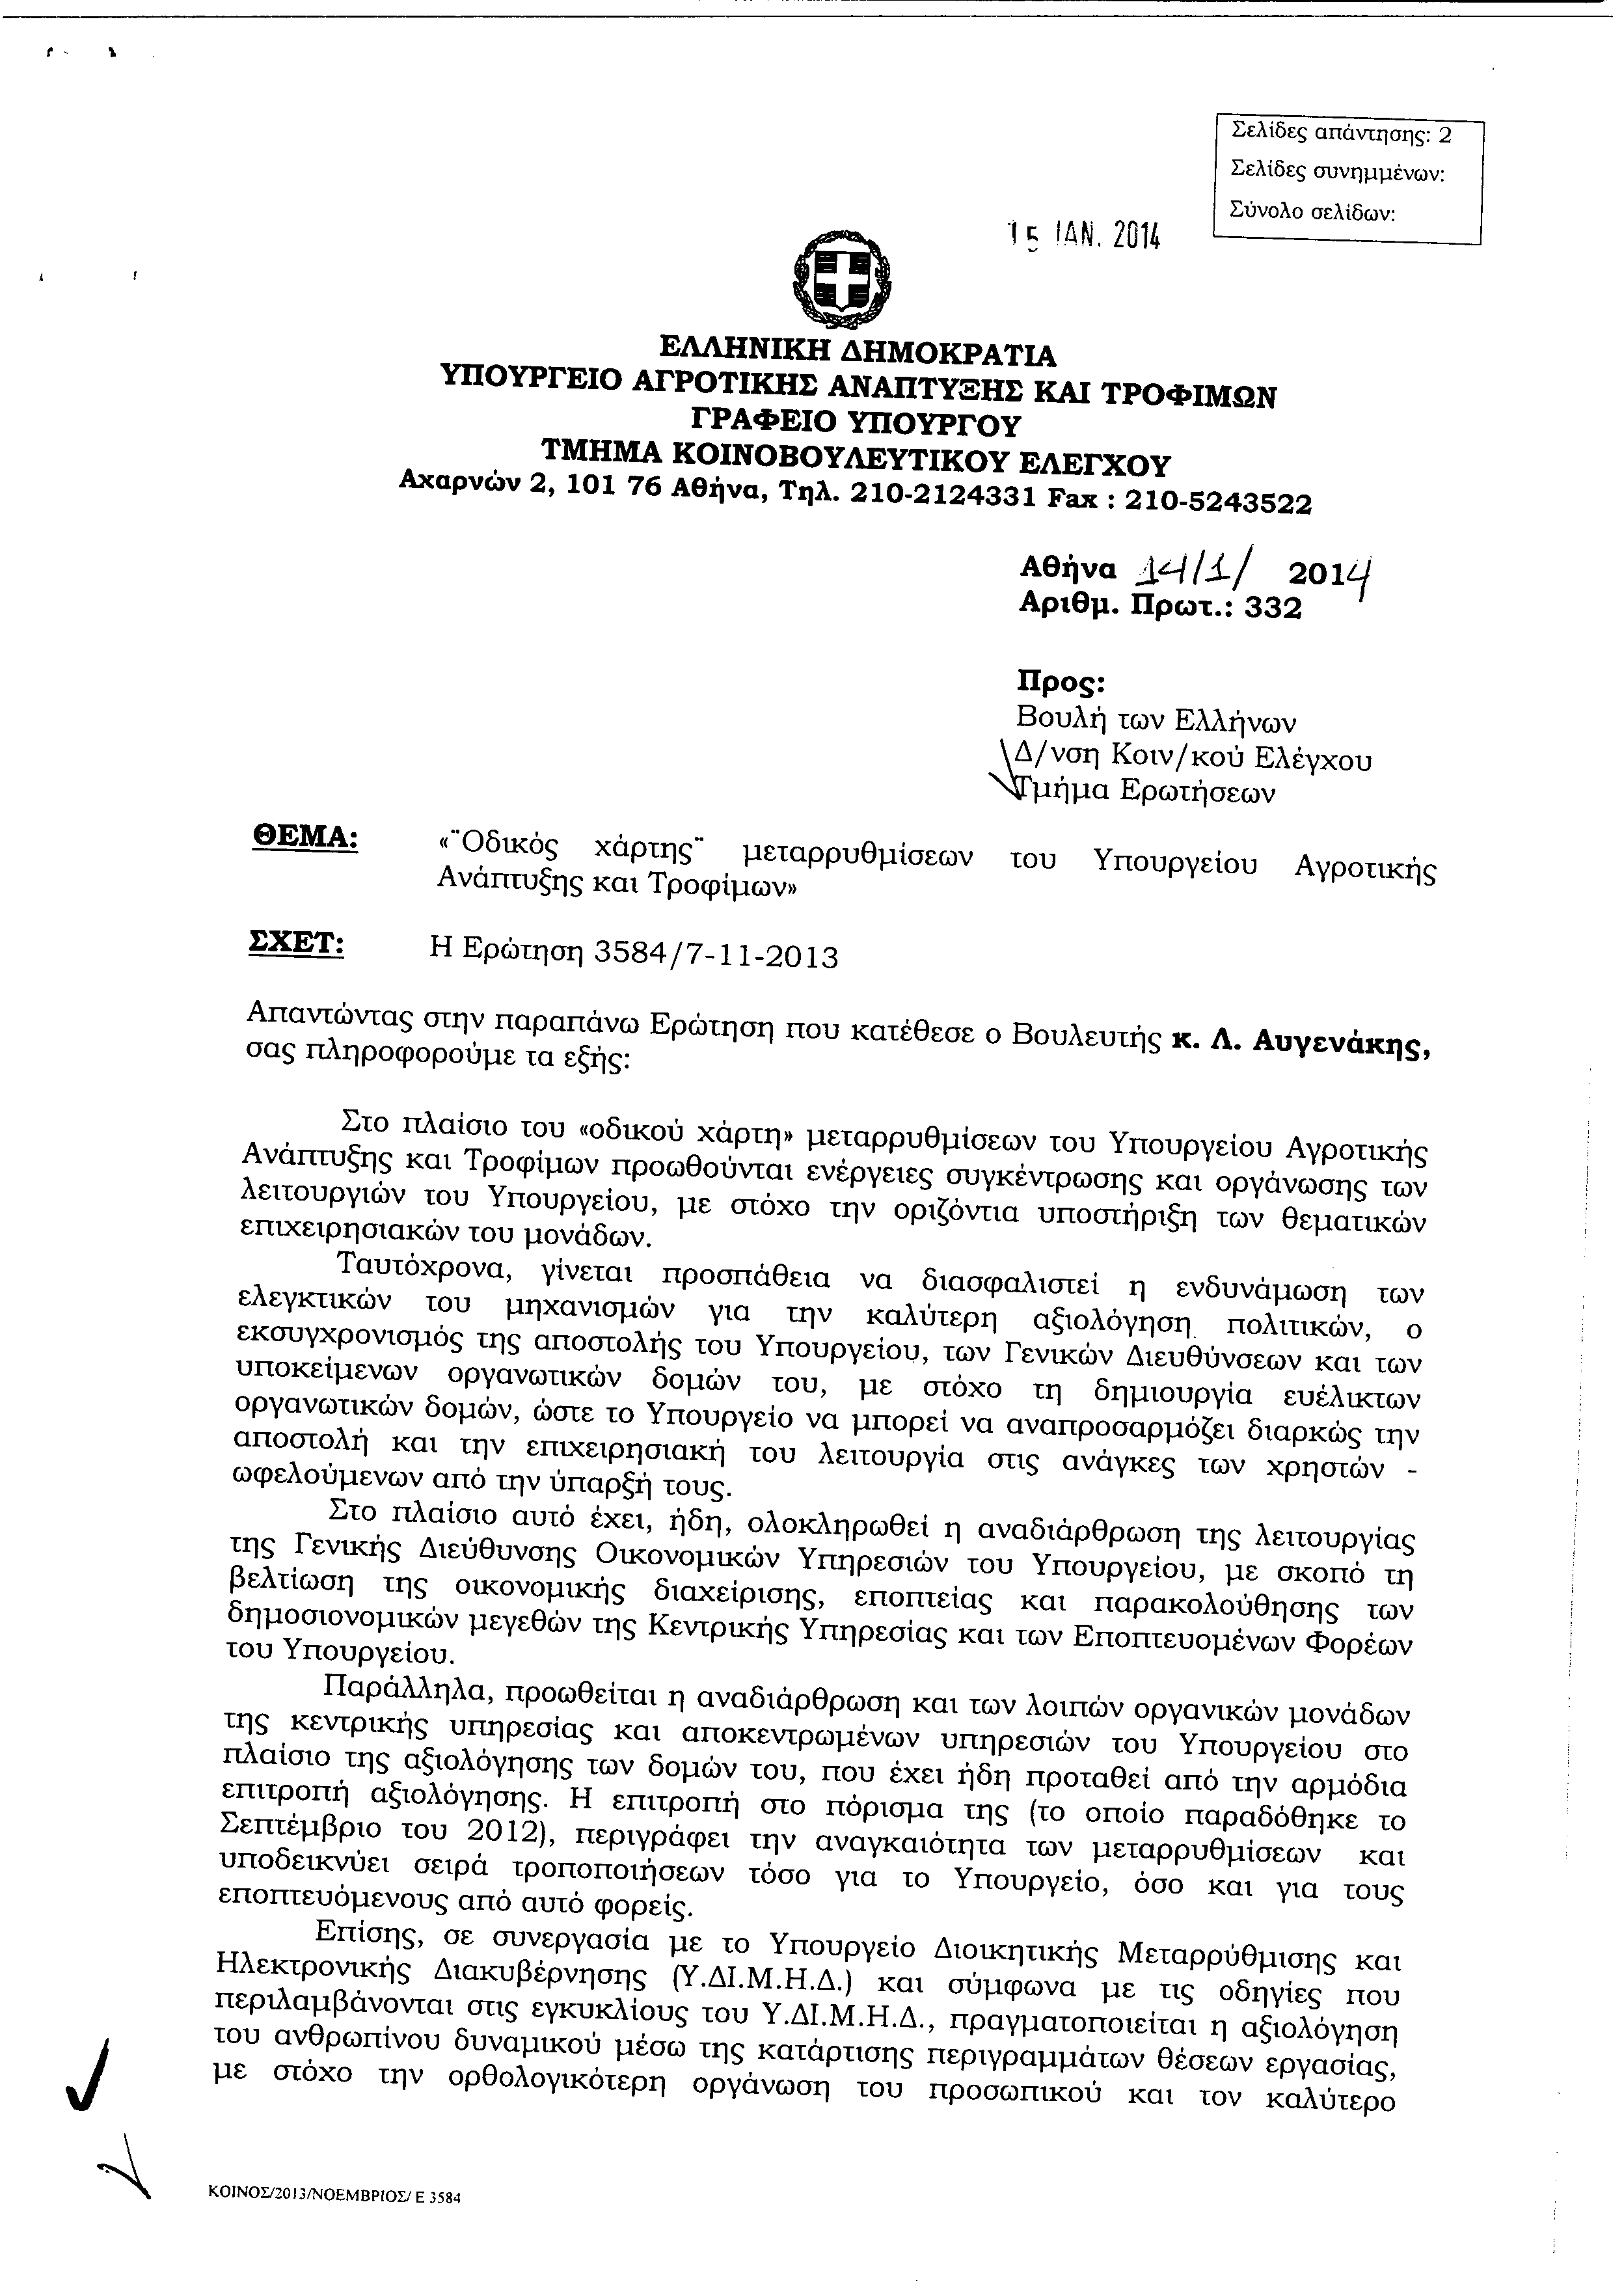 Σελίδες απάντησης: 2
Σελίδες συνημμένων:
Σύνολο σελίδων:
15 ΙΑΝ. 2014
ΕΛΛΗΝΙΚΗ ΔΗΜΟΚΡΑΤΙΑ
ΥΠΟΥΡΓΕΙΟ ΑΓΡΟΤΙΚΗΣ ΑΝΑΠΤΥΞΗΣ ΚΑΙ ΤΡΟΦΙΜΩΝ
ΓΡΑΦΕΙΟ ΥΠΟΥΡΓΟΥ
ΤΜΗΜΑ ΚΟΙΝΟΒΟΥΛΕΥΤΙΚΟΥ ΕΛΕΓΧΟΥ
Αχαρνών 2, 101 76 Αθήνα, Τηλ. 210-2124331 Fax : 210-5243522
Αθήνα 14/1/ 2014
Αριθμ. Πρωτ.: 332
Προς:
Βουλή των Ελλήνων
Δ/νση Κοιν/κού Ελέγχου
Τμήμα Ερωτήσεων
ΘΕΜΑ: «¨Οδικός χάρτης¨ μεταρρυθμίσεων του Υπουργείου Αγροτικής
Ανάπτυξης και Τροφίμων»
ΣΧΕΤ: Η Ερώτηση 3584/7-11-2013
Απαντώντας στην παραπάνω Ερώτηση που κατέθεσε ο Βουλευτής κ. Λ. Αυγενάκης,
σας πληροφορούμε τα εξής:
Στο πλαίσιο του «οδικού χάρτη» μεταρρυθμίσεων του Υπουργείου Αγροτικής
Ανάπτυξης και Τροφίμων προωθούνται ενέργειες συγκέντρωσης και οργάνωσης των
λειτουργιών του Υπουργείου, με στόχο την οριζόντια υποστήριξη των θεματικών
επιχειρησιακών του μονάδων.
Ταυτόχρονα, γίνεται προσπάθεια να διασφαλιστεί η ενδυνάμωση των
ελεγκτικών του μηχανισμών για την καλύτερη αξιολόγηση πολιτικών, ο
εκσυγχρονισμός της αποστολής του Υπουργείου, των Γενικών Διευθύνσεων και των
υποκείμενων οργανωτικών δομών του, με στόχο τη δημιουργία ευέλικτων
οργανωτικών δομών, ώστε το Υπουργείο να μπορεί να αναπροσαρμόζει διαρκώς την
αποστολή και την επιχειρησιακή του λειτουργία στις ανάγκες των χρηστών -
ωφελούμενων από την ύπαρξή τους.
Στο πλαίσιο αυτό έχει, ήδη, ολοκληρωθεί η αναδιάρθρωση της λειτουργίας
της Γενικής Διεύθυνσης Οικονομικών Υπηρεσιών του Υπουργείου, με σκοπό τη
βελτίωση της οικονομικής διαχείρισης, εποπτείας και παρακολούθησης των
δημοσιονομικών μεγεθών της Κεντρικής Υπηρεσίας και των Εποπτευομένων Φορέων
του Υπουργείου.
Παράλληλα, προωθείται η αναδιάρθρωση και των λοιπών οργανικών μονάδων
της κεντρικής υπηρεσίας και αποκεντρωμένων υπηρεσιών του Υπουργείου στο
πλαίσιο της αξιολόγησης των δομών του, που έχει ήδη προταθεί από την αρμόδια
επιτροπή αξιολόγησης. Η επιτροπή στο πόρισμα της (το οποίο παραδόθηκε το
Σεπτέμβριο του 2012), περιγράφει την αναγκαιότητα των μεταρρυθμίσεων και
υποδεικνύει σειρά τροποποιήσεων τόσο για το Υπουργείο, όσο και για τους
εποπτευόμενους από αυτό φορείς.
Επίσης, σε συνεργασία με το Υπουργείο Διοικητικής Μεταρρύθμισης και
Ηλεκτρονικής Διακυβέρνησης (Υ.ΔΙ.Μ.Η.Δ.) και σύμφωνα με τις οδηγίες που
περιλαμβάνονται στις εγκυκλίους του Υ.ΔΙ.Μ.Η.Δ., πραγματοποιείται η αξιολόγηση
του ανθρωπίνου δυναμικού μέσω της κατάρτισης περιγραμμάτων θέσεων εργασίας,
με στόχο την ορθολογικότερη οργάνωση του προσωπικού και τον καλύτερο
ΚΟΙΝΟΣ/2013/ΝΟΕΜΒΡΙΟΣ/ Ε 3584